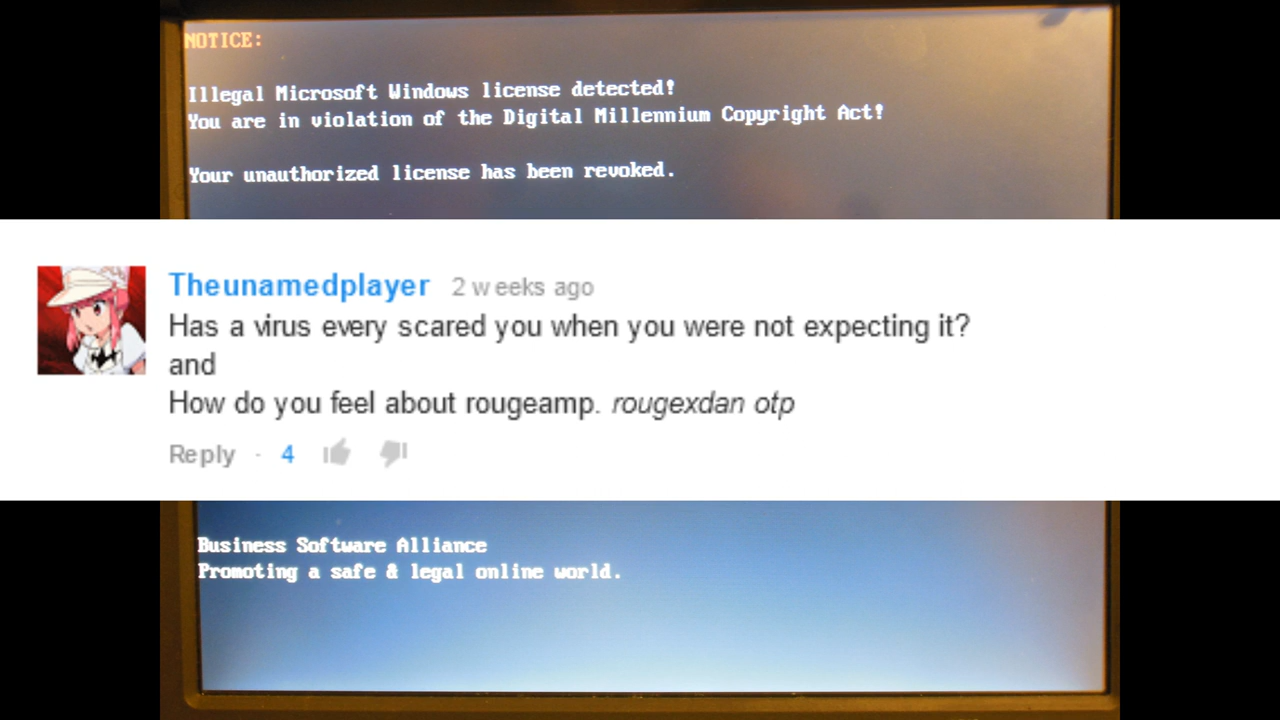 NOTICE:
Illegal Microsoft Windows license detected!
You are in violation of the Digital Millennium Copyright Act!
Your unauthorized license has been revoked.
Theunamedplayer 2 weeks ago
Has a virus every scared you when you were not expecting it?
and
How do you feel about rougeamp. rougexdan otp
Reply · 4
Business Software Alliance
Promoting a safe & legal online world.